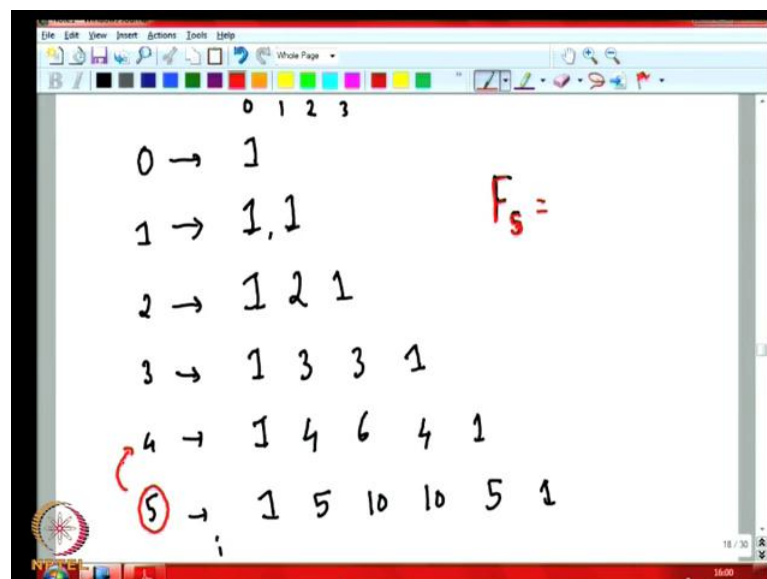 File Edit View Insert Actions Tools Help
Whole Page
B I
0 1 2 3
0 → 1
1 → 1, 1
F5 =
2 → 1 2 1
3 → 1 3 3 1
4 → 1 4 6 4 1
5 → 1 5 10 10 5 1
i
NPTEL
18 / 30
16:00